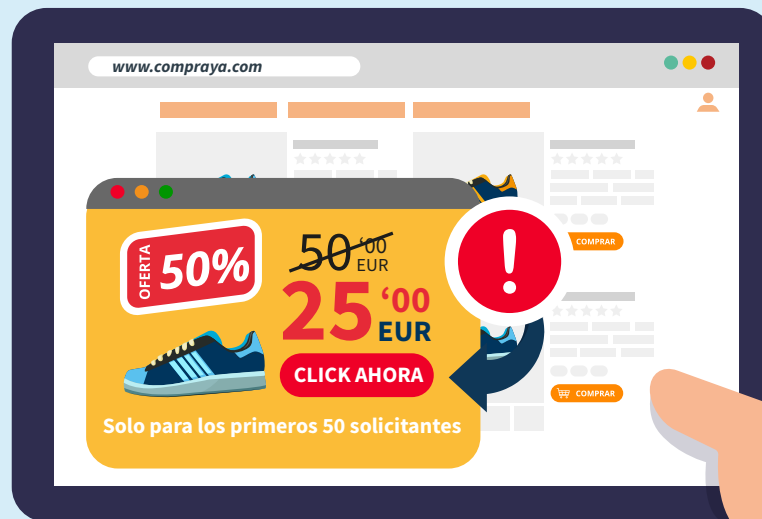 www.compraya.com
OFERTA
50%
50 ‘00
EUR
25 ‘00
EUR
CLICK AHORA
Solo para los primeros 50 solicitantes
COMPRAR
COMPRAR